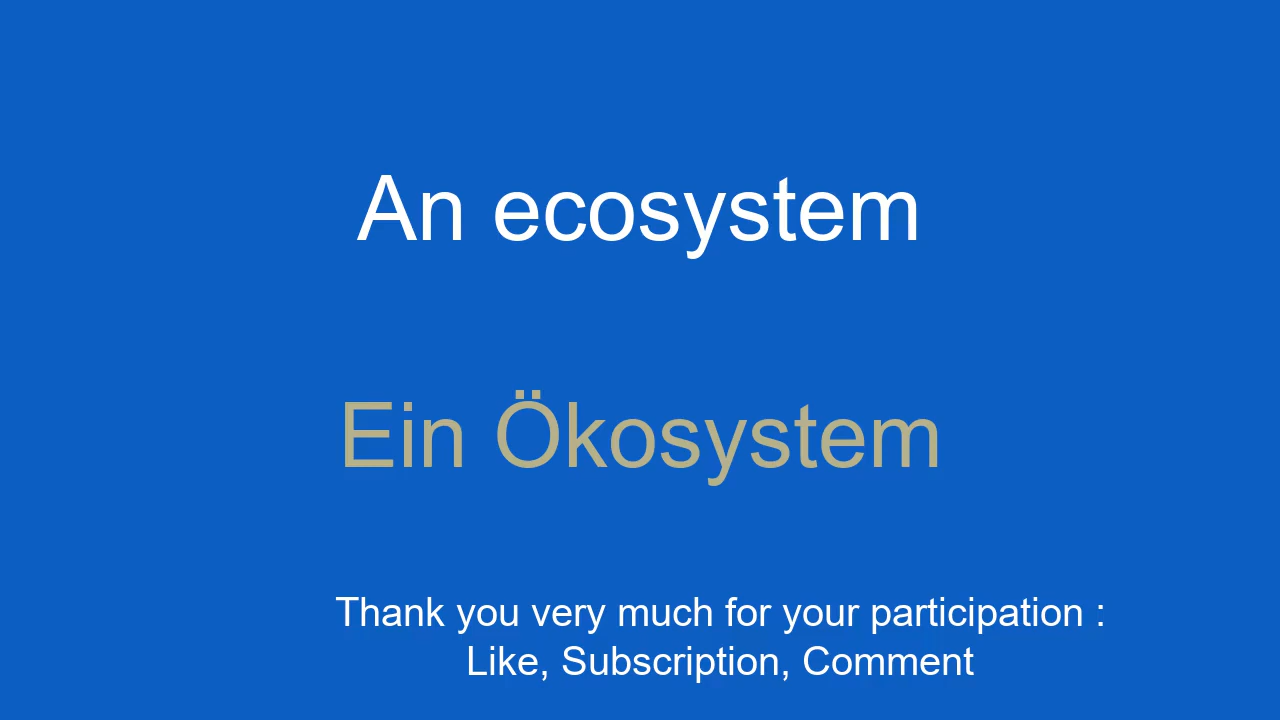 An ecosystem
Ein Ökosystem
Thank you very much for your participation :
Like, Subscription, Comment